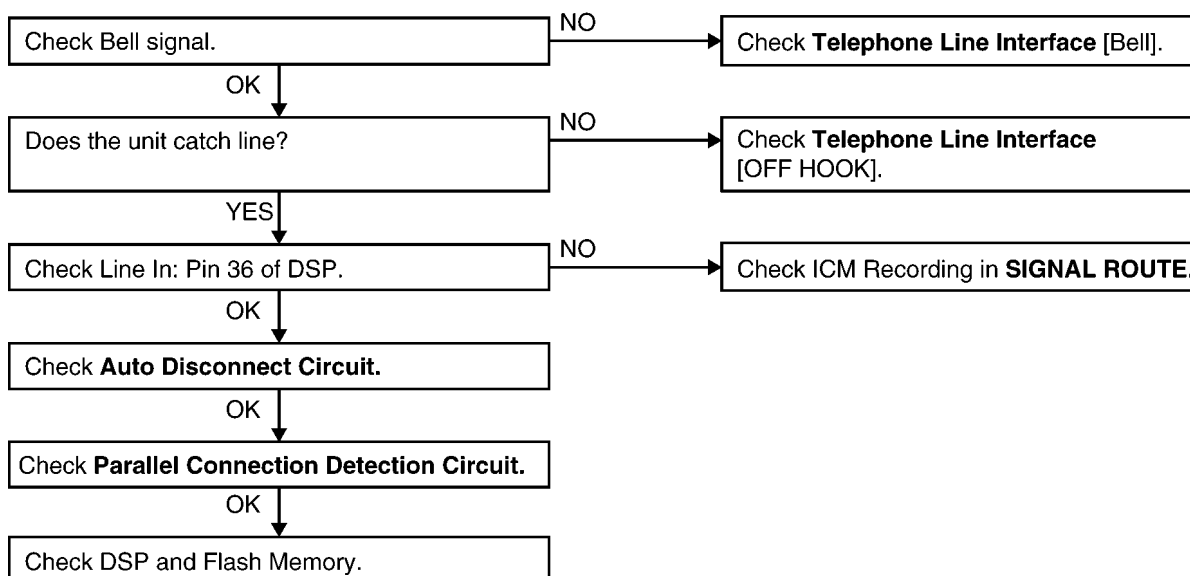 Check Bell signal.
NO
Check Telephone Line Interface [Bell].
OK
Does the unit catch line?
NO
Check Telephone Line Interface
[OFF HOOK].
YES
Check Line In: Pin 36 of DSP.
NO
Check ICM Recording in SIGNAL ROUTE.
OK
Check Auto Disconnect Circuit.
OK
Check Parallel Connection Detection Circuit.
OK
Check DSP and Flash Memory.